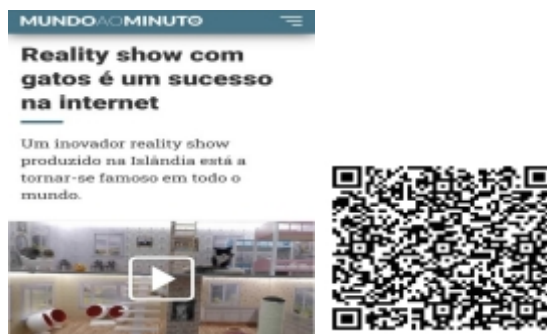 MUNDOAOMINUTO
Reality show com
gatos é um sucesso
na internet
Um inovador reality show
produzido na Islândia está a
tornar-se famoso em todo o
mundo.